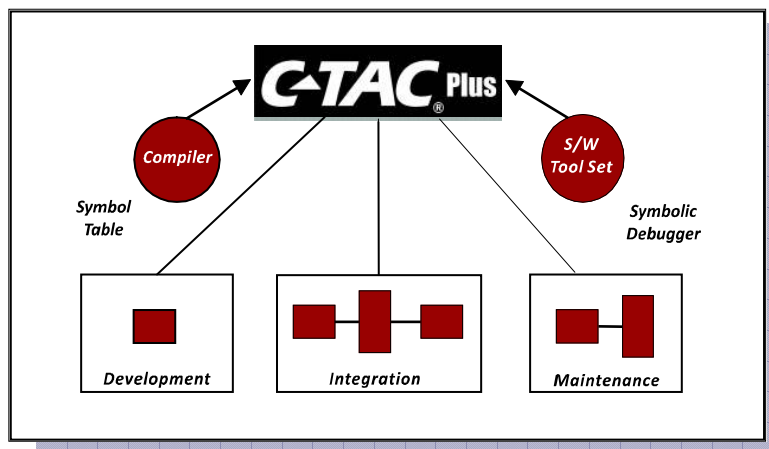 C-TAC Plus
®
Compiler
S/W
Tool Set
Symbol
Table
Symbolic
Debugger
Development
Integration
Maintenance